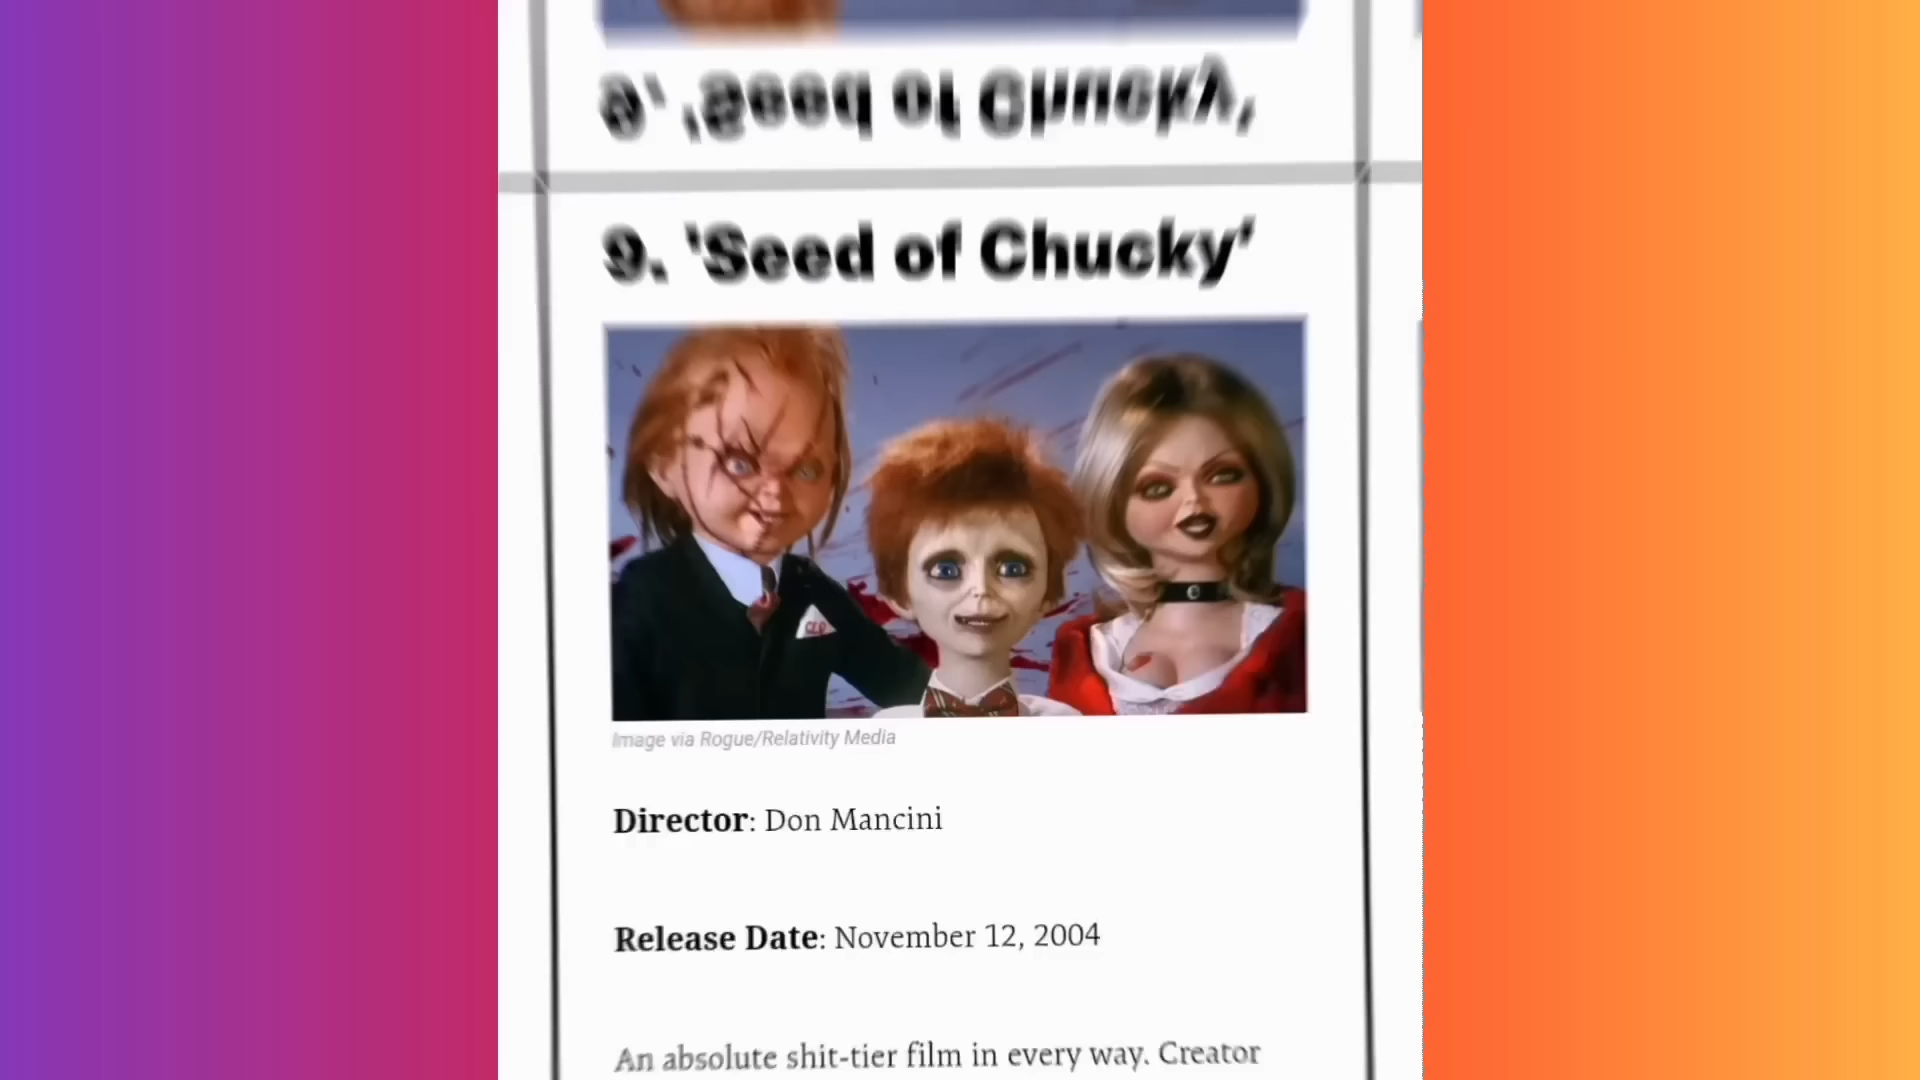 9. 'Seed of Chucky'
Image via Rogue/Relativity Media
Director: Don Mancini
Release Date: November 12, 2004
An absolute shit-tier film in every way. Creator